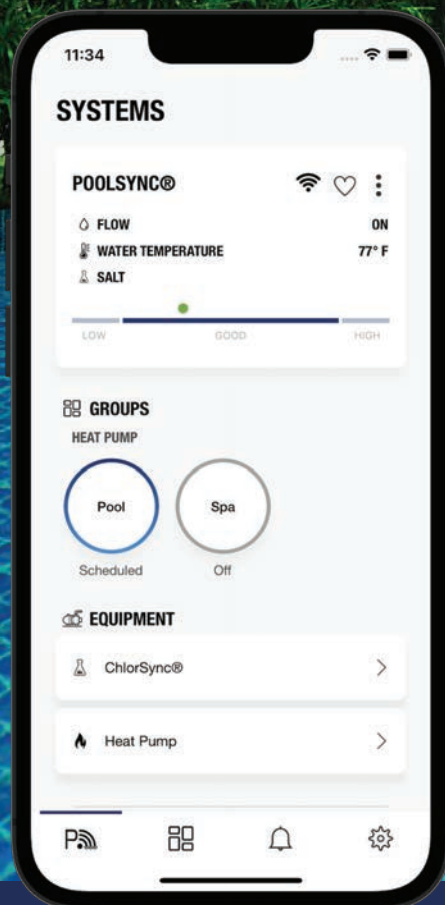 11:34
SYSTEMS
POOLSYNC®
FLOW ON
WATER TEMPERATURE 77° F
SALT
LOW GOOD HIGH
GROUPS
HEAT PUMP
Pool Spa
Scheduled Off
EQUIPMENT
ChlorSync®
Heat Pump
P